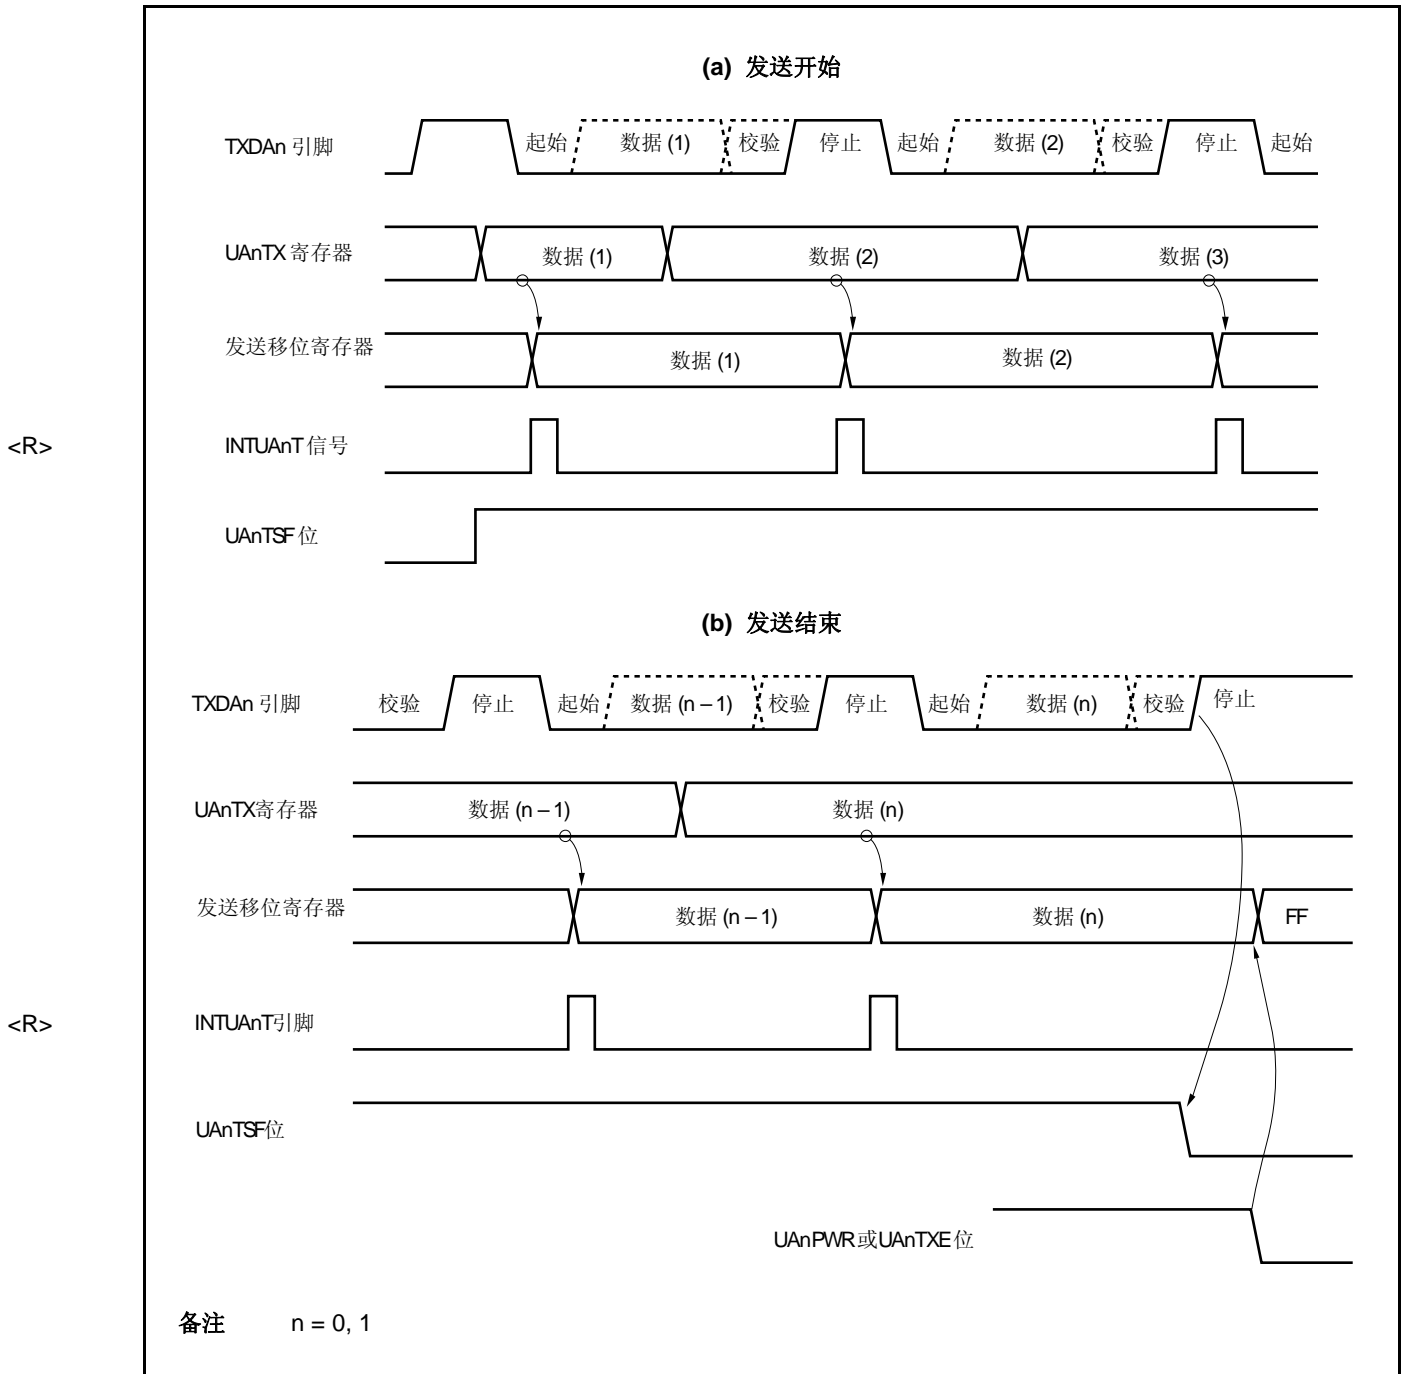 (a) 发送开始
TXDAn 引脚
起始 数据 (1) 校验 停止 起始 数据 (2) 校验 停止 起始
UAnTX 寄存器
数据 (1) 数据 (2) 数据 (3)
发送移位寄存器
数据 (1) 数据 (2)
<R>
INTUAnT 信号
UAnTSF 位
(b) 发送结束
TXDAn 引脚
校验 停止 起始 数据 (n – 1) 校验 停止 起始 数据 (n) 校验 停止
UAnTX寄存器
数据 (n – 1) 数据 (n)
发送移位寄存器
数据 (n – 1) 数据 (n) FF
<R>
INTUAnT引脚
UAnTSF位
UAnPWR或UAnTXE位
备注 n = 0, 1